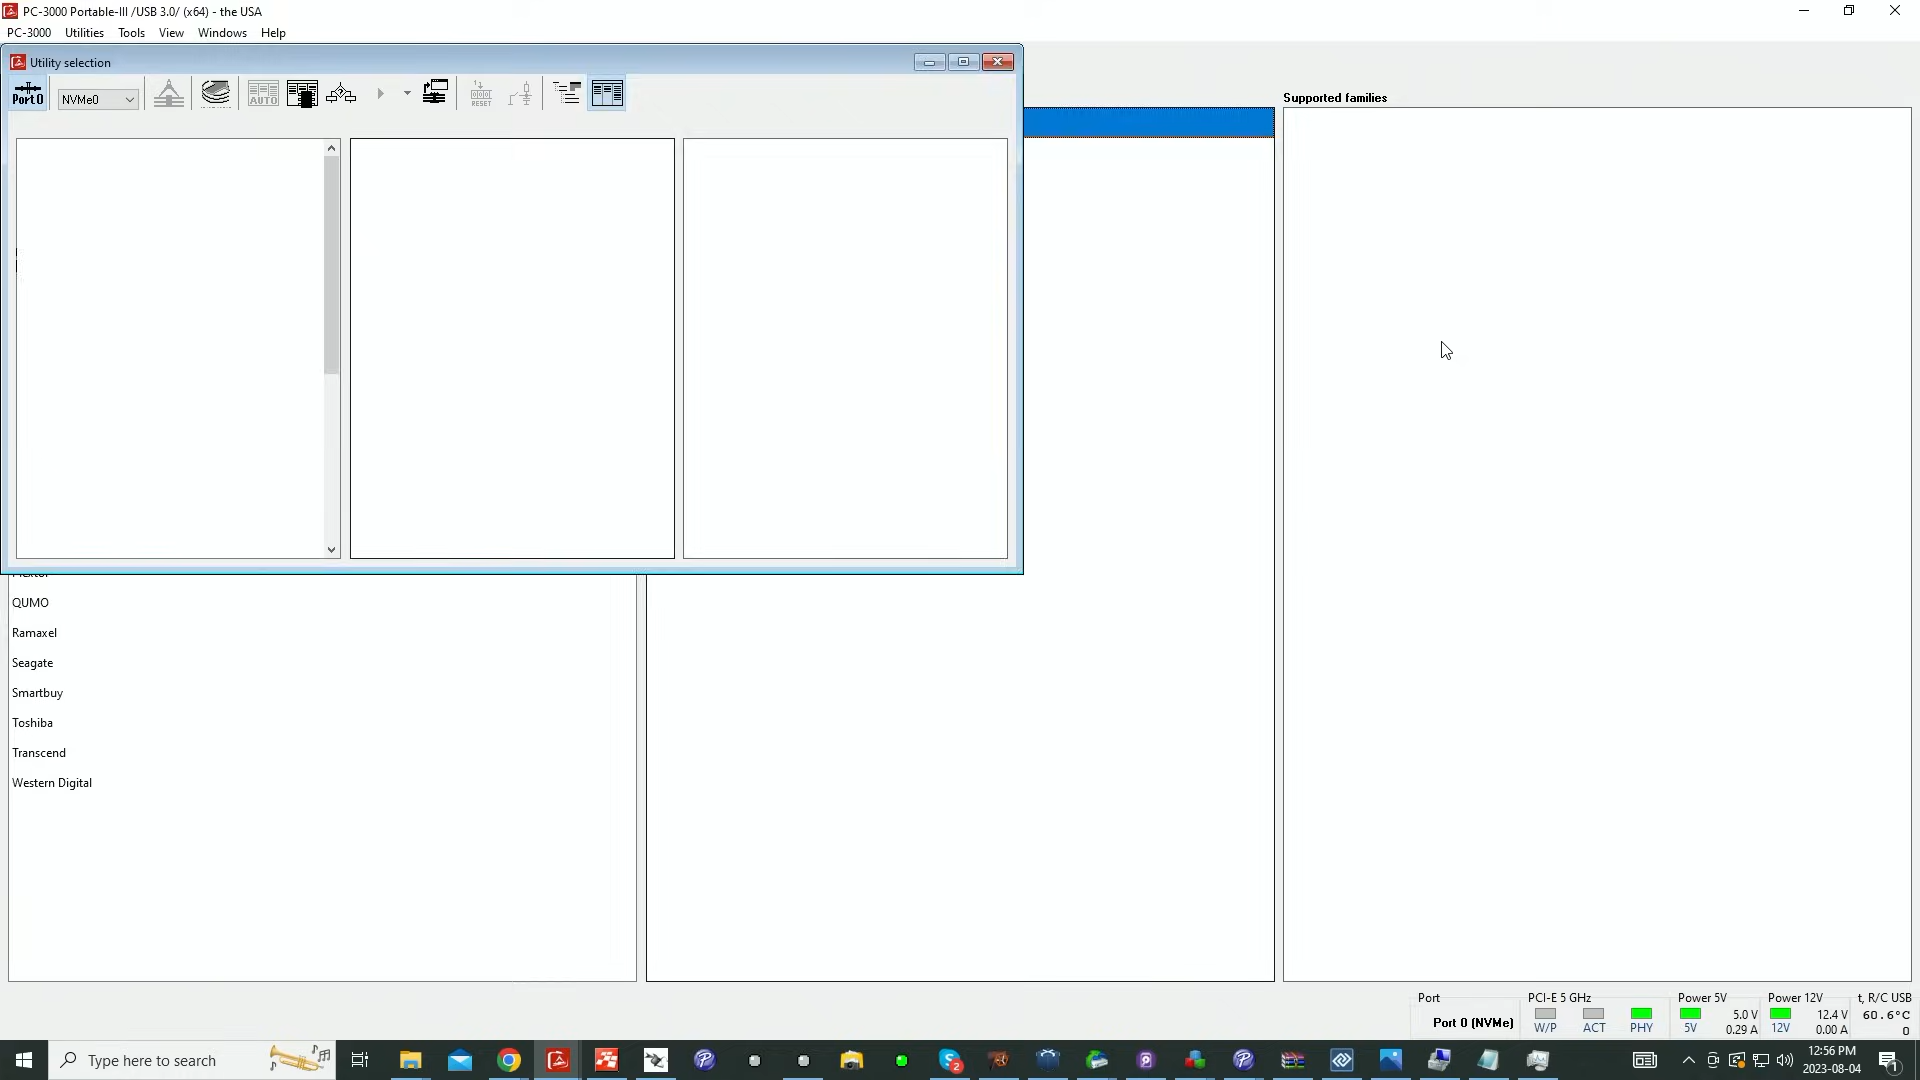 PC-3000 Portable-III /USB 3.0/ (x64) - the USA
PC-3000 Utilities Tools View Windows Help
Utility selection
Port0 NVMe0 AUTO RESET
Supported families
QUMO
Ramaxel
Seagate
Smartbuy
Toshiba
Transcend
Western Digital
Port PCI-E 5 GHz Power 5V Power 12V t, R/C USB
Port 0 (NVMe) 5.0 V 12.4 V 60.6°C
W/P ACT PHY 5V 0.29 A 12V 0.00 A 0
Type here to search
2
12:56 PM
2023-08-04
1